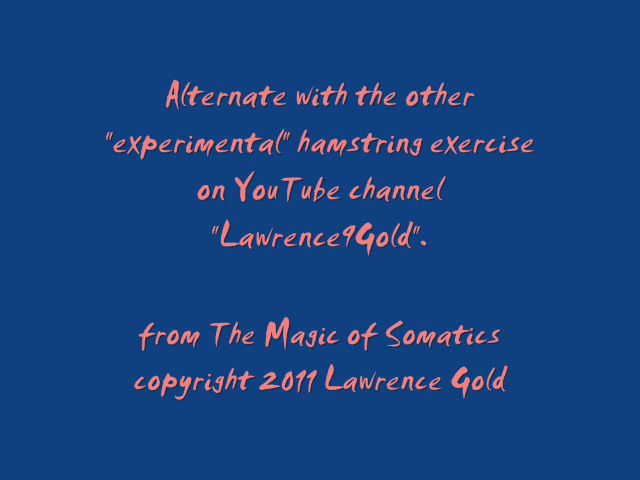 Alternate with the other
"experimental" hamstring exercise
on YouTube channel
"Lawrence9Gold".
from The Magic of Somatics
copyright 2011 Lawrence Gold